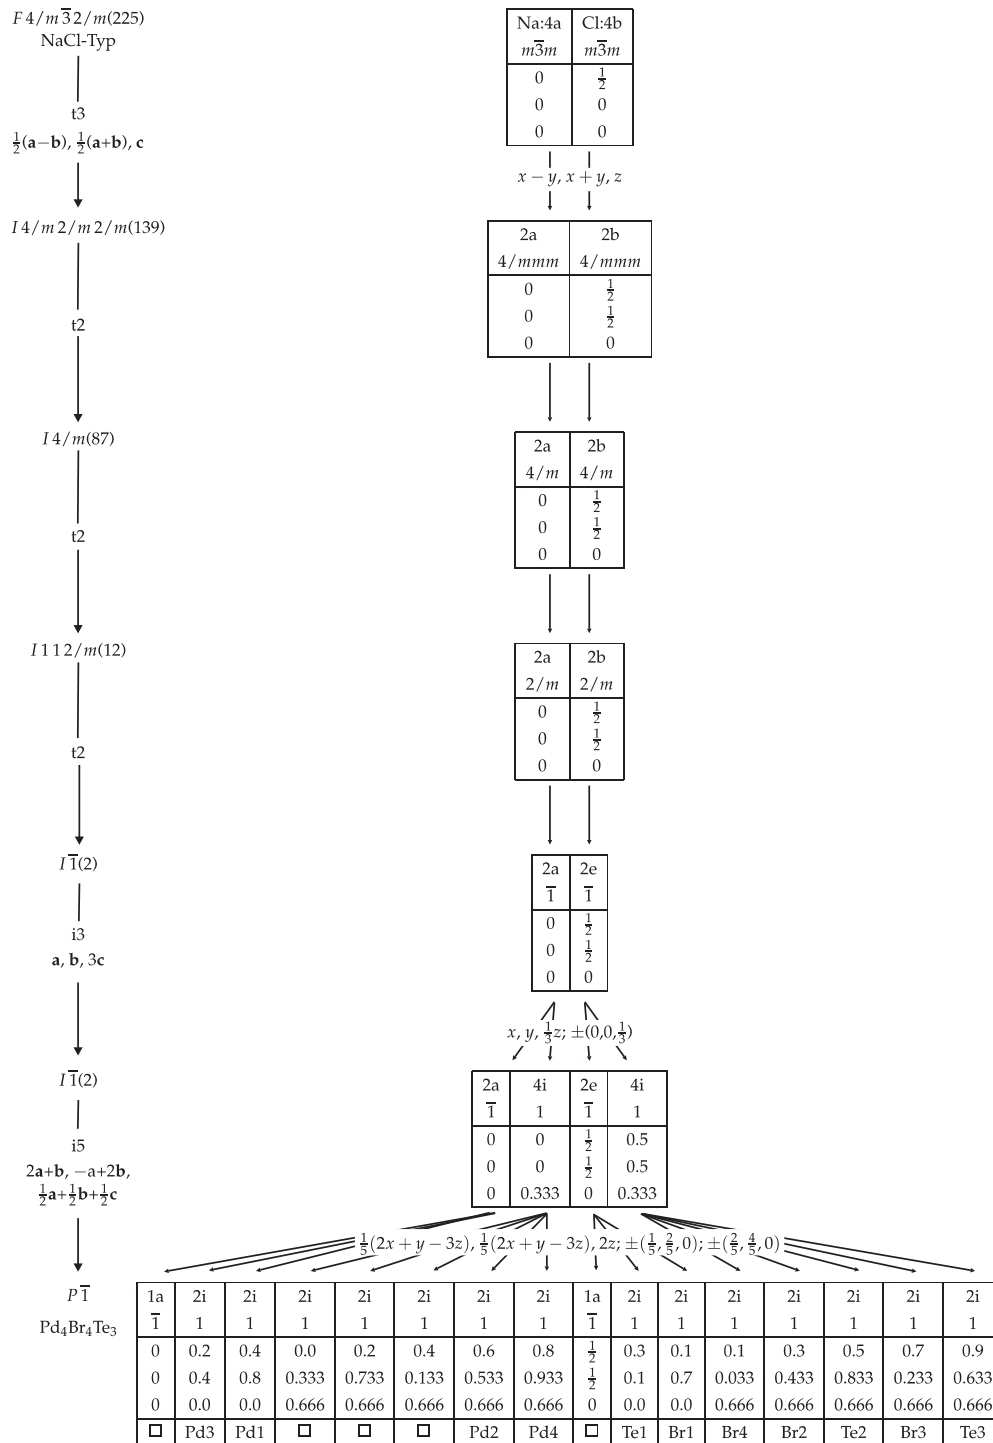 F 4/m 3̅ 2/m(225)
NaCl-Typ
t3
½(a−b), ½(a+b), c
I 4/m 2/m 2/m(139)
t2
I 4/m(87)
t2
I 1 1 2/m(12)
t2
I 1̅(2)
i3
a, b, 3c
I 1̅(2)
i5
2a+b, −a+2b,
½a+½b+½c
P 1̅
Pd₄Br₄Te₃
Na:4a Cl:4b
m3̅m m3̅m
0 ½
0 0
0 0
x − y, x + y, z
2a 2b
4/mmm 4/mmm
0 ½
0 ½
0 0
2a 2b
4/m 4/m
0 ½
0 ½
0 0
2a 2b
2/m 2/m
0 ½
0 ½
0 0
2a 2e
1̅ 1̅
0 ½
0 ½
0 0
x, y, ⅓z; ±(0,0,⅓)
2a 4i 2e 4i
1̅ 1 1̅ 1
0 0 ½ 0.5
0 0 ½ 0.5
0 0.333 0 0.333
⅕(2x + y − 3z), ⅕(2x + y − 3z), 2z; ±(⅕, ⅖, 0); ±(⅖, ⅘, 0)
1a 2i 2i 2i 2i 2i 2i 2i 1a 2i 2i 2i 2i 2i 2i 2i
1̅ 1 1 1 1 1 1 1 1̅ 1 1 1 1 1 1 1
0 0.2 0.4 0.0 0.2 0.4 0.6 0.8 ½ 0.3 0.1 0.1 0.3 0.5 0.7 0.9
0 0.4 0.8 0.333 0.733 0.133 0.533 0.933 ½ 0.1 0.7 0.033 0.433 0.833 0.233 0.633
0 0.0 0.0 0.666 0.666 0.666 0.666 0.666 0 0.0 0.0 0.666 0.666 0.666 0.666 0.666
□ Pd3 Pd1 □ □ □ Pd2 Pd4 □ Te1 Br1 Br4 Br2 Te2 Br3 Te3